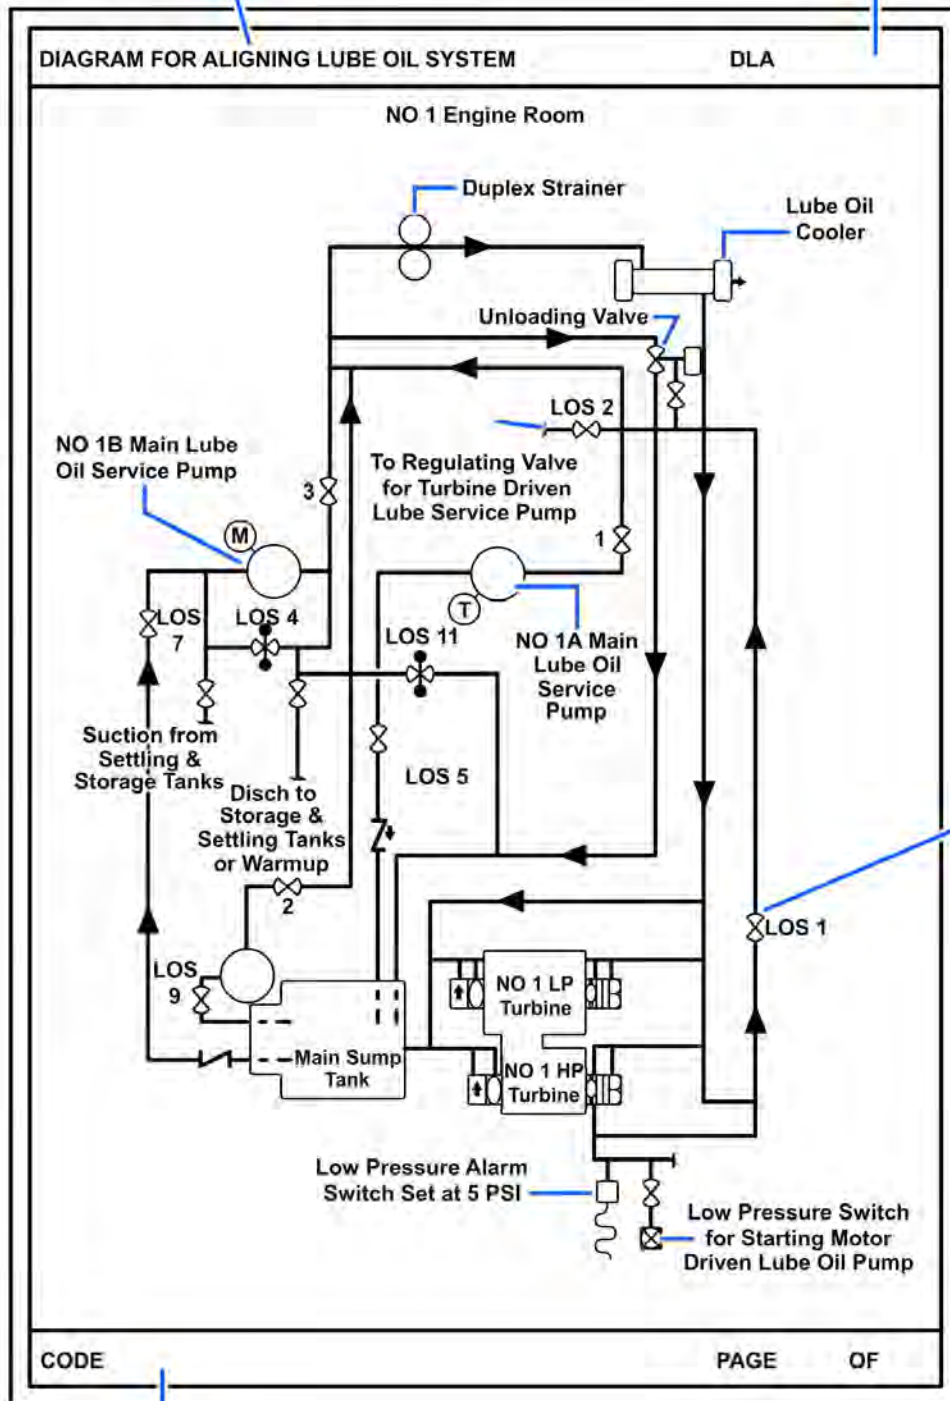 DIAGRAM FOR ALIGNING LUBE OIL SYSTEM
DLA
NO 1 Engine Room
Duplex Strainer
Lube Oil
Cooler
Unloading Valve
LOS 2
NO 1B Main Lube
Oil Service Pump
To Regulating Valve
for Turbine Driven
Lube Service Pump
3
1
M
T
LOS
7
LOS 4
LOS 11
NO 1A Main
Lube Oil
Service
Pump
Suction from
Settling &
Storage Tanks
LOS 5
Disch to
Storage &
Settling Tanks
or Warmup
2
LOS 1
LOS
9
NO 1 LP
Turbine
Main Sump
Tank
NO 1 HP
Turbine
Low Pressure Alarm
Switch Set at 5 PSI
Low Pressure Switch
for Starting Motor
Driven Lube Oil Pump
CODE
PAGE
OF